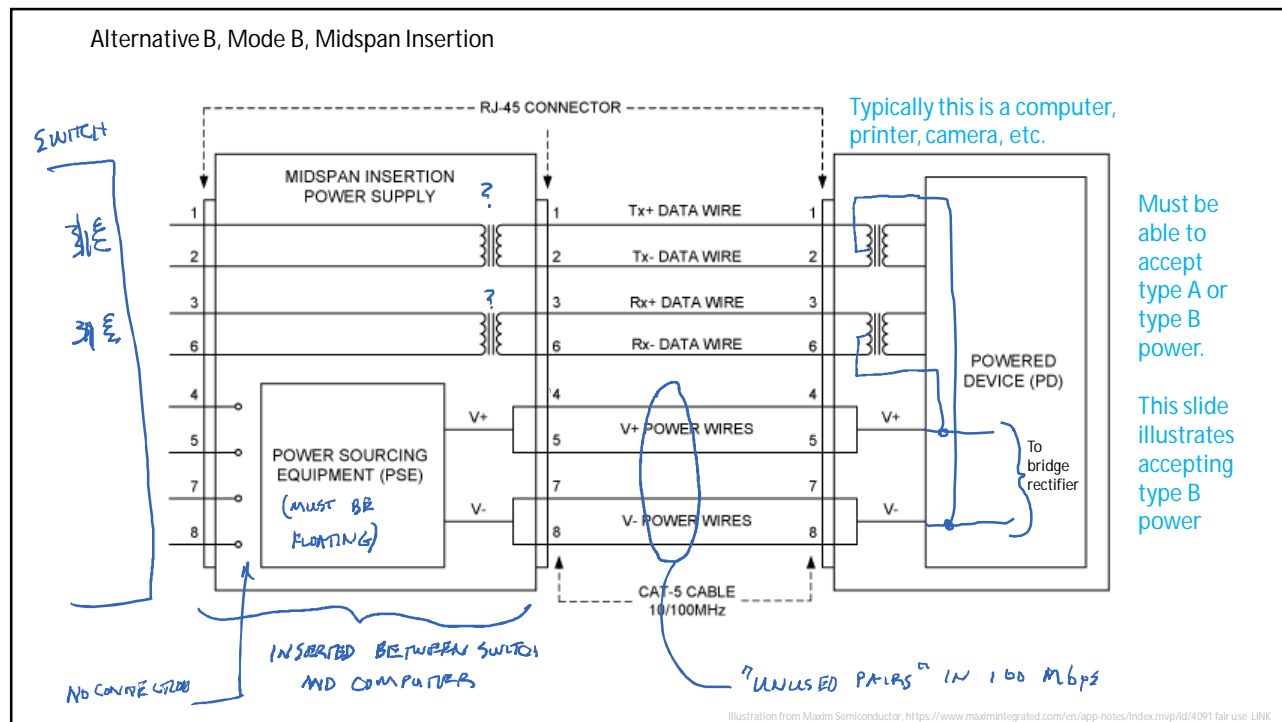 Alternative B, Mode B, Midspan Insertion
RJ-45 CONNECTOR
Typically this is a computer,
printer, camera, etc.
SWITCH
MIDSPAN INSERTION
POWER SUPPLY
?
?
1
2
3
6
4
5
7
8
1
2
3
6
4
5
7
8
Tx+ DATA WIRE
Tx- DATA WIRE
Rx+ DATA WIRE
Rx- DATA WIRE
V+ POWER WIRES
V- POWER WIRES
1
2
3
6
4
5
7
8
POWER SOURCING
EQUIPMENT (PSE)
(MUST BE
FLOATING)
V+
V-
V+
V-
POWERED
DEVICE (PD)
To
bridge
rectifier
Must be
able to
accept
type A or
type B
power.
This slide
illustrates
accepting
type B
power
CAT-5 CABLE
10/100MHz
INSERTED BETWEEN SWITCH
AND COMPUTER
NO CONNECTION
"UNUSED PAIRS" IN 100 Mbps
Illustration from Maxim Semiconductor, https://www.maximintegrated.com/en/app-notes/index.mvp/id/4091 fair use LINK